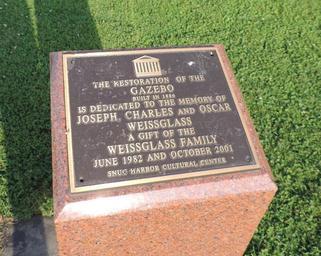 THE RESTORATION OF THE
GAZEBO
BUILT IN 1880
IS DEDICATED TO THE MEMORY OF
JOSEPH, CHARLES AND OSCAR
WEISSGLASS
A GIFT OF THE
WEISSGLASS FAMILY
JUNE 1982 AND OCTOBER 2001
SNUG HARBOR CULTURAL CENTER